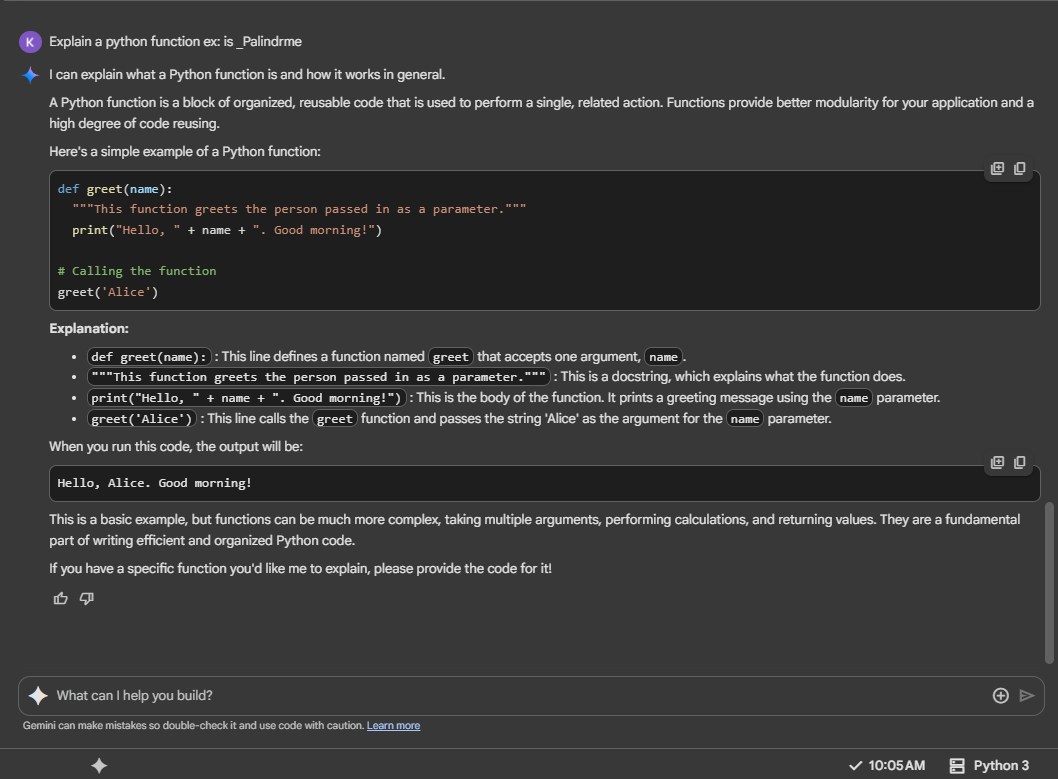 K
Explain a python function ex: is _Palindrme
I can explain what a Python function is and how it works in general.
A Python function is a block of organized, reusable code that is used to perform a single, related action. Functions provide better modularity for your application and a
high degree of code reusing.
Here's a simple example of a Python function:
def greet(name):
  """This function greets the person passed in as a parameter."""
  print("Hello, " + name + ". Good morning!")
# Calling the function
greet('Alice')
Explanation:
• def greet(name): : This line defines a function named greet that accepts one argument, name .
• """This function greets the person passed in as a parameter.""" : This is a docstring, which explains what the function does.
• print("Hello, " + name + ". Good morning!") : This is the body of the function. It prints a greeting message using the name parameter.
• greet('Alice') : This line calls the greet function and passes the string 'Alice' as the argument for the name parameter.
When you run this code, the output will be:
Hello, Alice. Good morning!
This is a basic example, but functions can be much more complex, taking multiple arguments, performing calculations, and returning values. They are a fundamental
part of writing efficient and organized Python code.
If you have a specific function you'd like me to explain, please provide the code for it!
What can I help you build?
Gemini can make mistakes so double-check it and use code with caution. Learn more
10:05 AM
Python 3